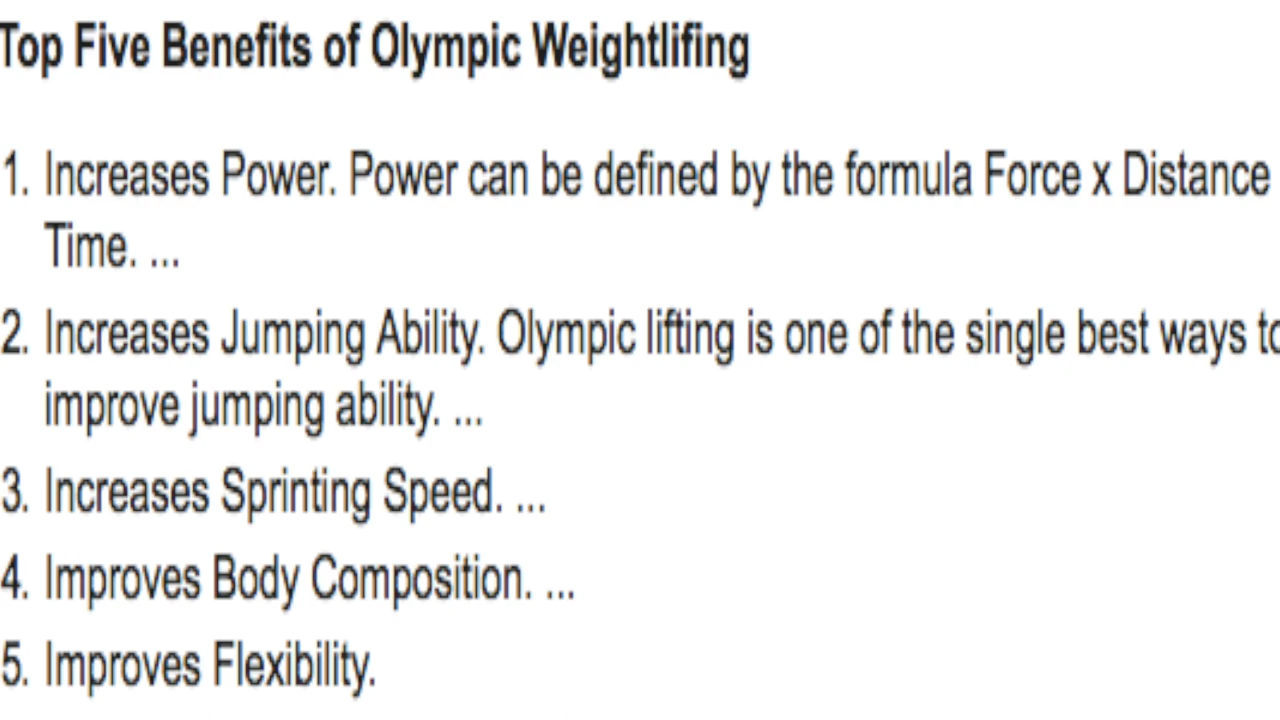 Top Five Benefits of Olympic Weightlifing
1. Increases Power. Power can be defined by the formula Force x Distance
Time. ...
2. Increases Jumping Ability. Olympic lifting is one of the single best ways to
improve jumping ability. ...
3. Increases Sprinting Speed. ...
4. Improves Body Composition. ...
5. Improves Flexibility.